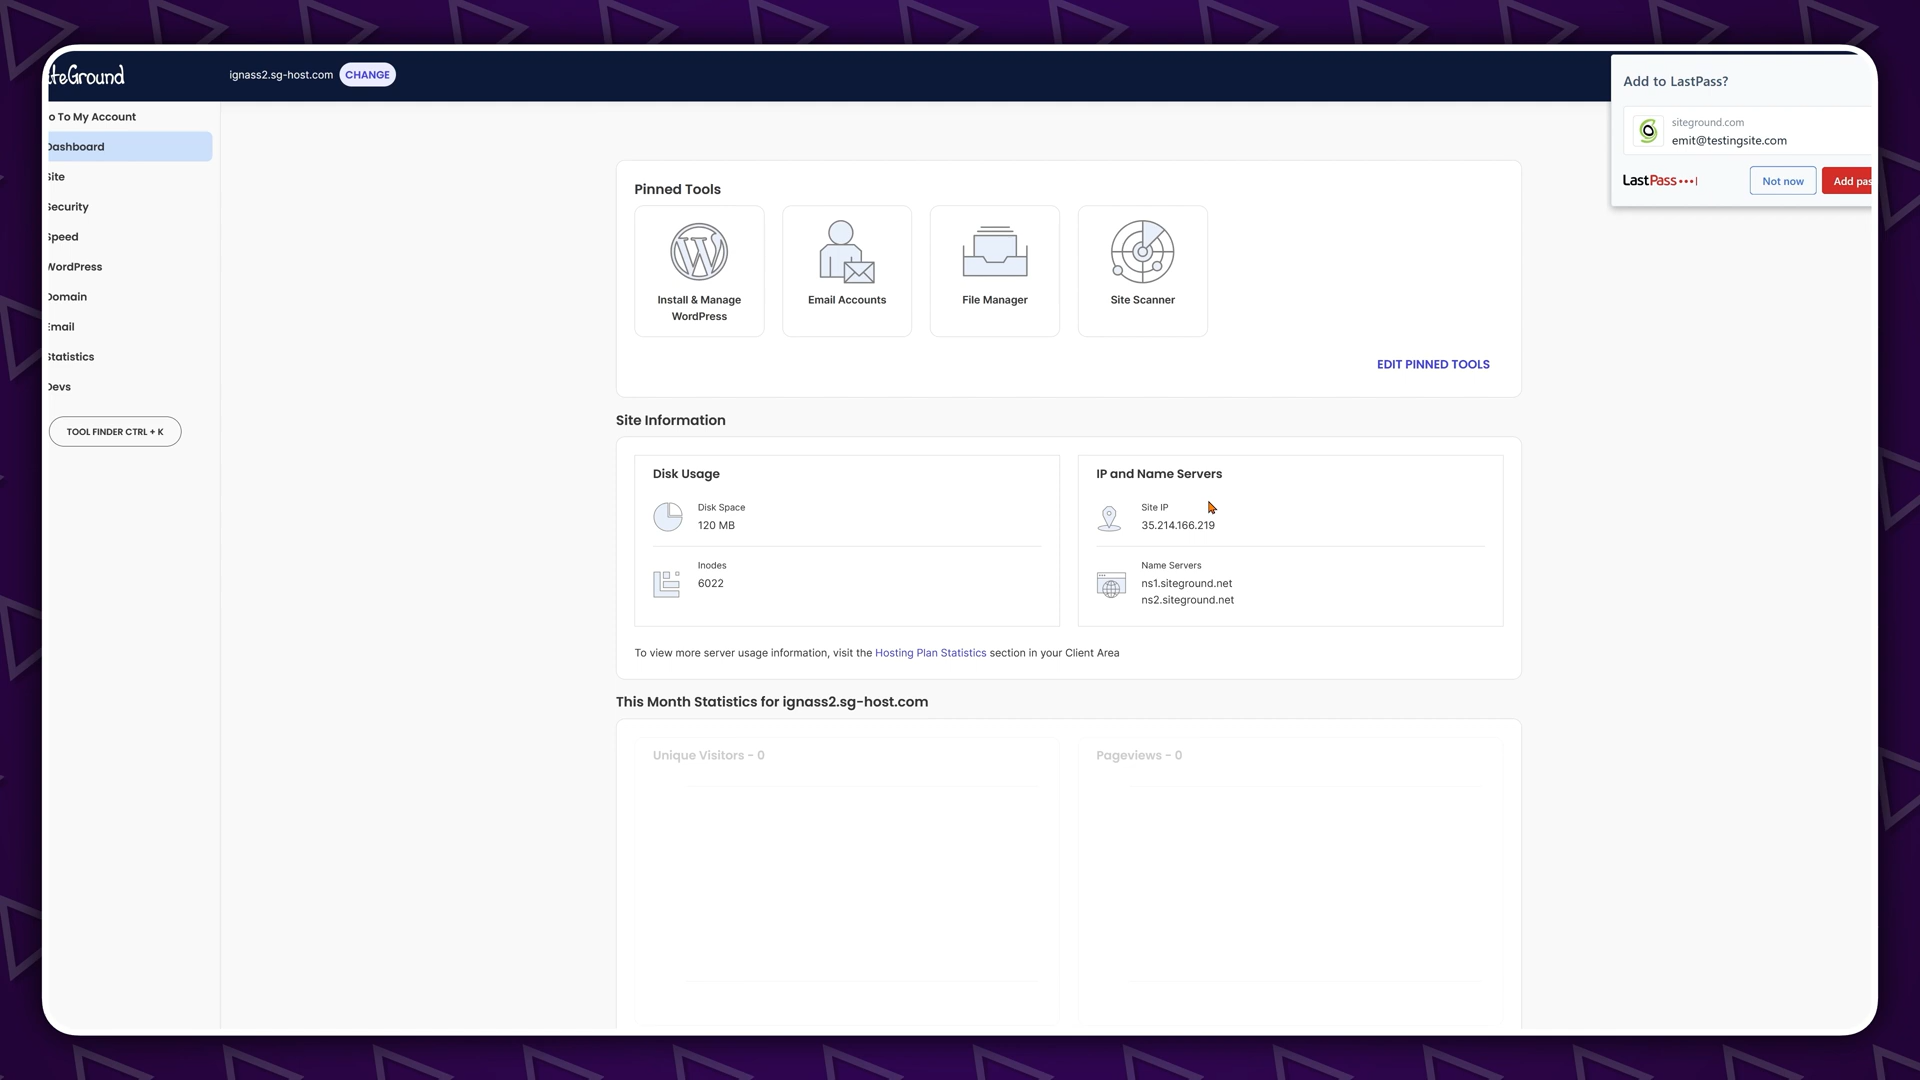 iteGround
ignass2.sg-host.com CHANGE
Add to LastPass?
siteground.com
emit@testingsite.com
LastPass•••|
Not now
Add pas
o To My Account
Dashboard
Site
Security
Speed
WordPress
Domain
Email
Statistics
Devs
TOOL FINDER CTRL + K
Pinned Tools
Install & Manage
WordPress
Email Accounts
File Manager
Site Scanner
EDIT PINNED TOOLS
Site Information
Disk Usage
Disk Space
120 MB
Inodes
6022
IP and Name Servers
Site IP
35.214.166.219
Name Servers
ns1.siteground.net
ns2.siteground.net
To view more server usage information, visit the Hosting Plan Statistics section in your Client Area
This Month Statistics for ignass2.sg-host.com
Unique Visitors - 0
Pageviews - 0